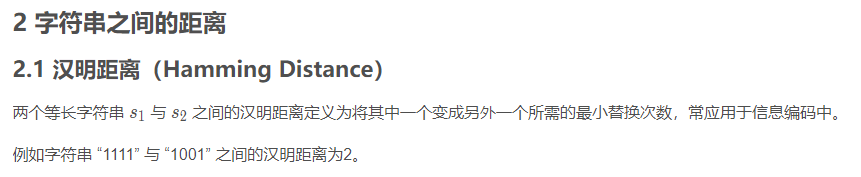 2 字符串之间的距离
2.1 汉明距离（Hamming Distance）
两个等长字符串 s₁ 与 s₂ 之间的汉明距离定义为将其中一个变成另外一个所需的最小替换次数，常应用于信息编码中。
例如字符串 “1111” 与 “1001” 之间的汉明距离为2。